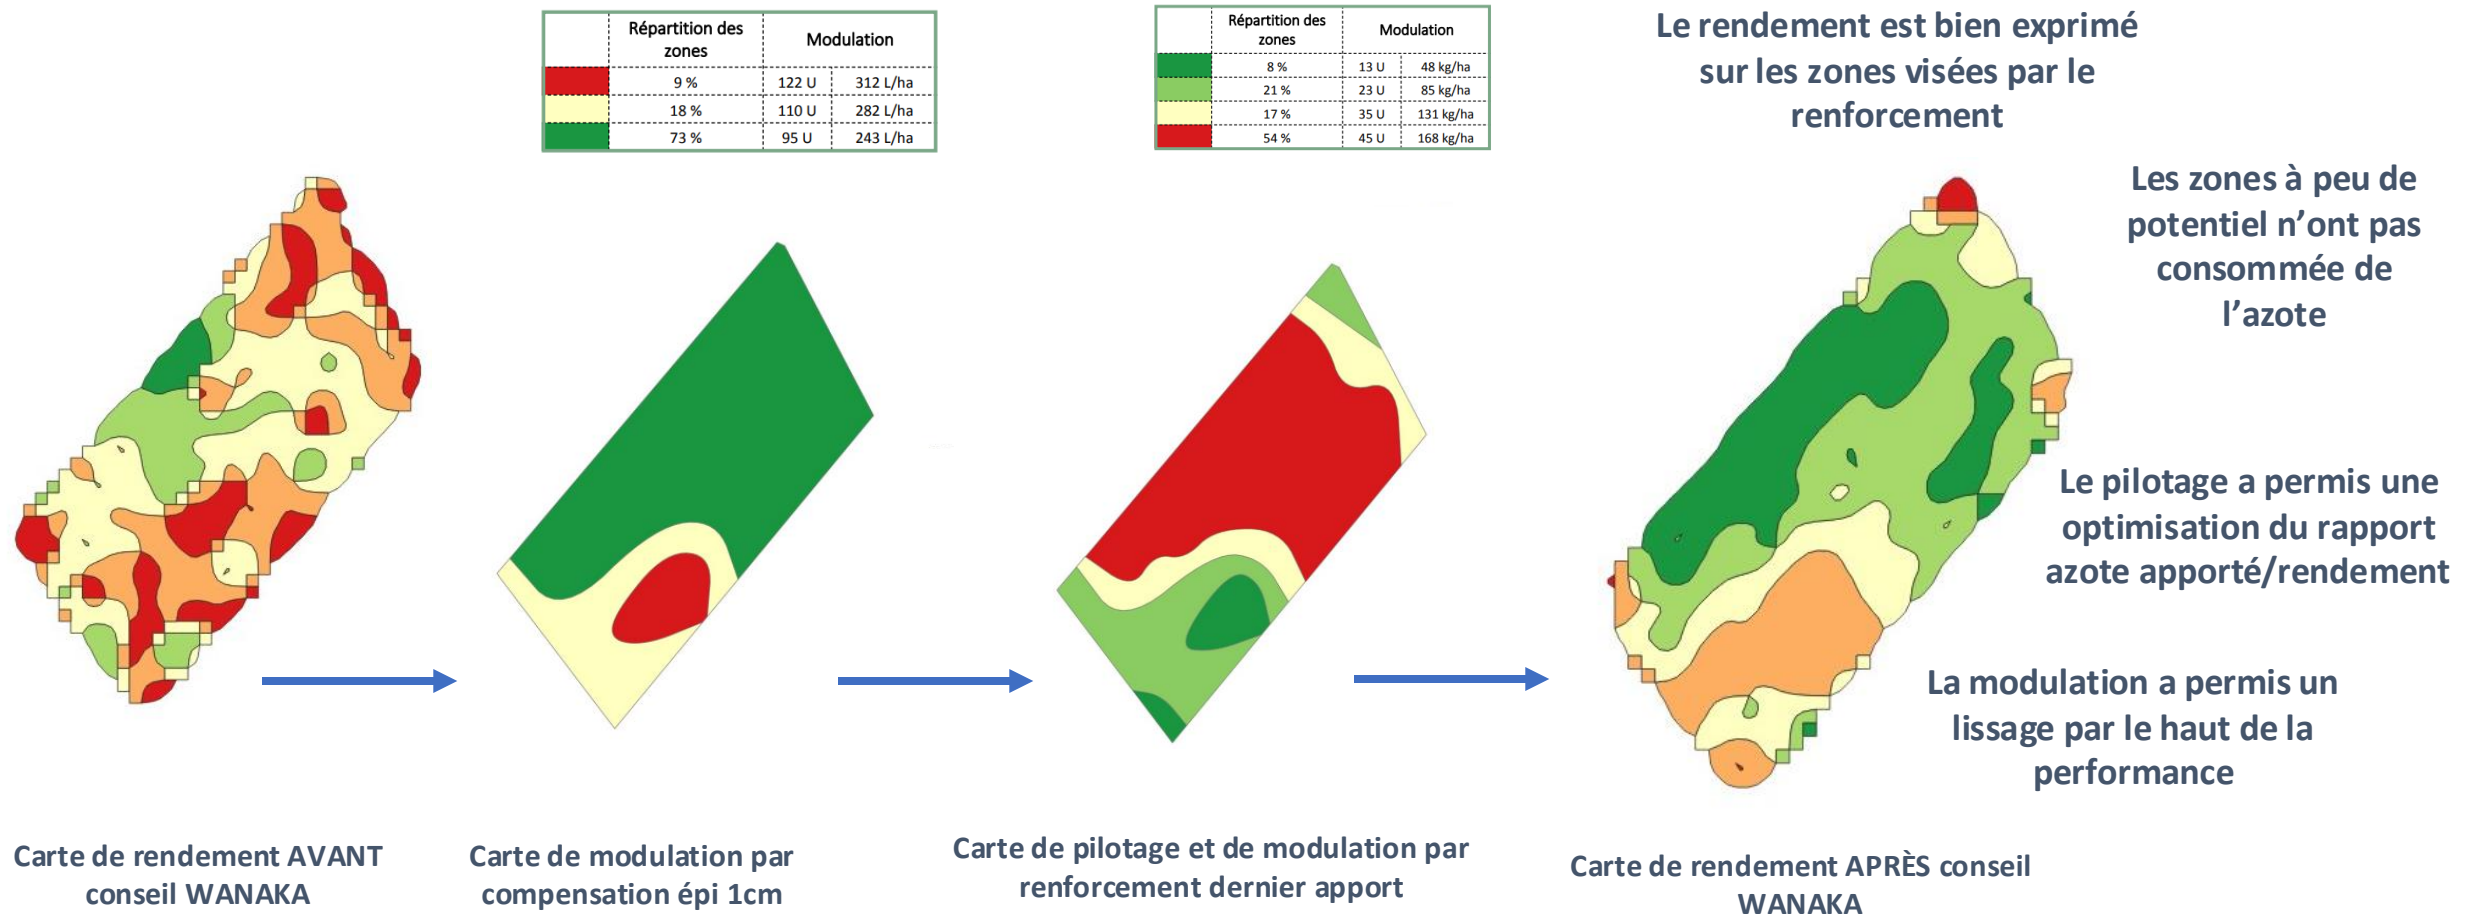 Répartition des
zones
Modulation
9 % 122 U 312 L/ha
18 % 110 U 282 L/ha
73 % 95 U 243 L/ha
Répartition des
zones
Modulation
8 % 13 U 48 kg/ha
21 % 23 U 85 kg/ha
17 % 35 U 131 kg/ha
54 % 45 U 168 kg/ha
Le rendement est bien exprimé
sur les zones visées par le
renforcement
Les zones à peu de
potentiel n’ont pas
consommée de
l’azote
Le pilotage a permis une
optimisation du rapport
azote apporté/rendement
La modulation a permis un
lissage par le haut de la
performance
Carte de rendement AVANT
conseil WANAKA
Carte de modulation par
compensation épi 1cm
Carte de pilotage et de modulation par
renforcement dernier apport
Carte de rendement APRÈS conseil
WANAKA